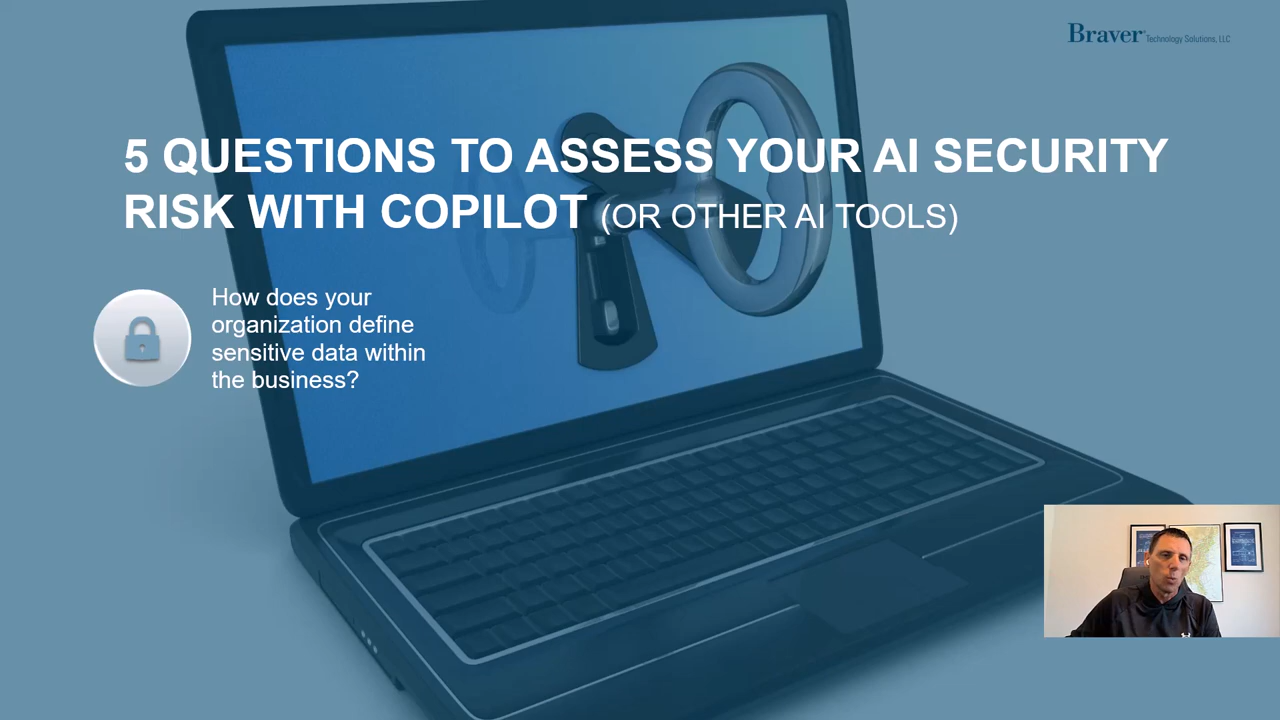 Braver Technology Solutions, LLC
5 QUESTIONS TO ASSESS YOUR AI SECURITY
RISK WITH COPILOT (OR OTHER AI TOOLS)
How does your
organization define
sensitive data within
the business?